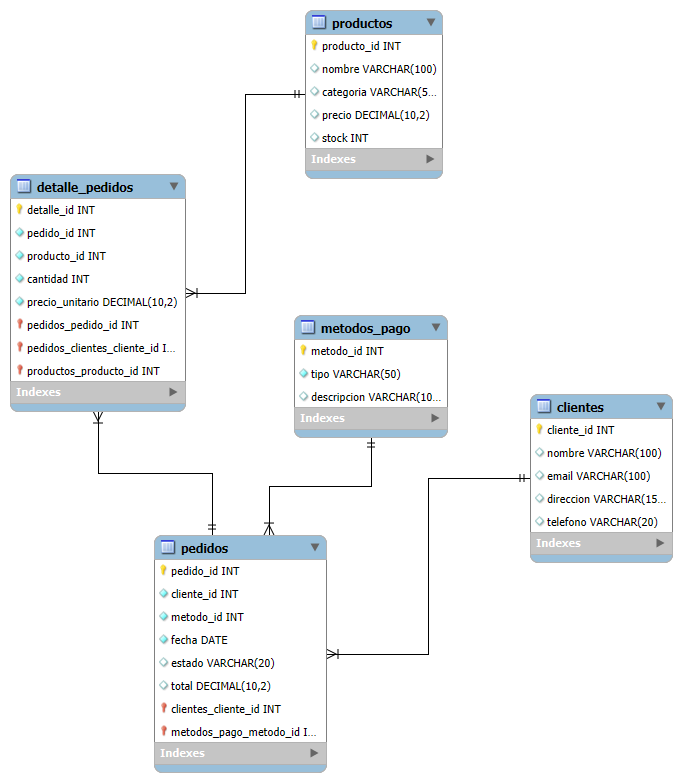 productos
producto_id INT
nombre VARCHAR(100)
categoria VARCHAR(5...
precio DECIMAL(10,2)
stock INT
Indexes
detalle_pedidos
detalle_id INT
pedido_id INT
producto_id INT
cantidad INT
precio_unitario DECIMAL(10,2)
pedidos_pedido_id INT
pedidos_clientes_cliente_id I...
productos_producto_id INT
Indexes
metodos_pago
metodo_id INT
tipo VARCHAR(50)
descripcion VARCHAR(10...
Indexes
clientes
cliente_id INT
nombre VARCHAR(100)
email VARCHAR(100)
direccion VARCHAR(15...
telefono VARCHAR(20)
Indexes
pedidos
pedido_id INT
cliente_id INT
metodo_id INT
fecha DATE
estado VARCHAR(20)
total DECIMAL(10,2)
clientes_cliente_id INT
metodos_pago_metodo_id I...
Indexes